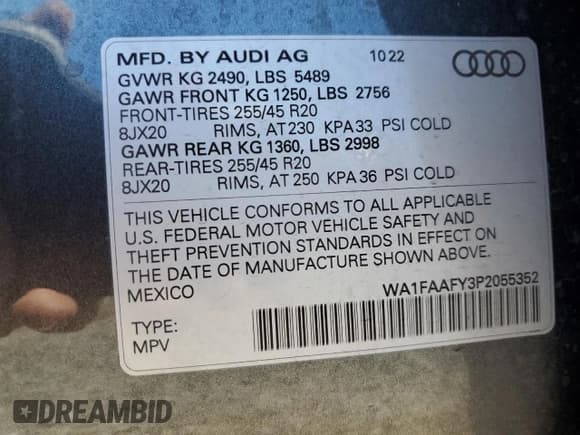 MFD. BY AUDI AG 10 22
GVWR KG 2490, LBS 5489
GAWR FRONT KG 1250, LBS 2756
FRONT-TIRES 255/45 R20
8JX20 RIMS, AT 230 KPA 33 PSI COLD
GAWR REAR KG 1360, LBS 2998
REAR-TIRES 255/45 R20
8JX20 RIMS, AT 250 KPA 36 PSI COLD
THIS VEHICLE CONFORMS TO ALL APPLICABLE
U.S. FEDERAL MOTOR VEHICLE SAFETY AND
THEFT PREVENTION STANDARDS IN EFFECT ON
THE DATE OF MANUFACTURE SHOWN ABOVE.
MEXICO WA1FAAFY3P2055352
TYPE:
MPV
DREAMBID